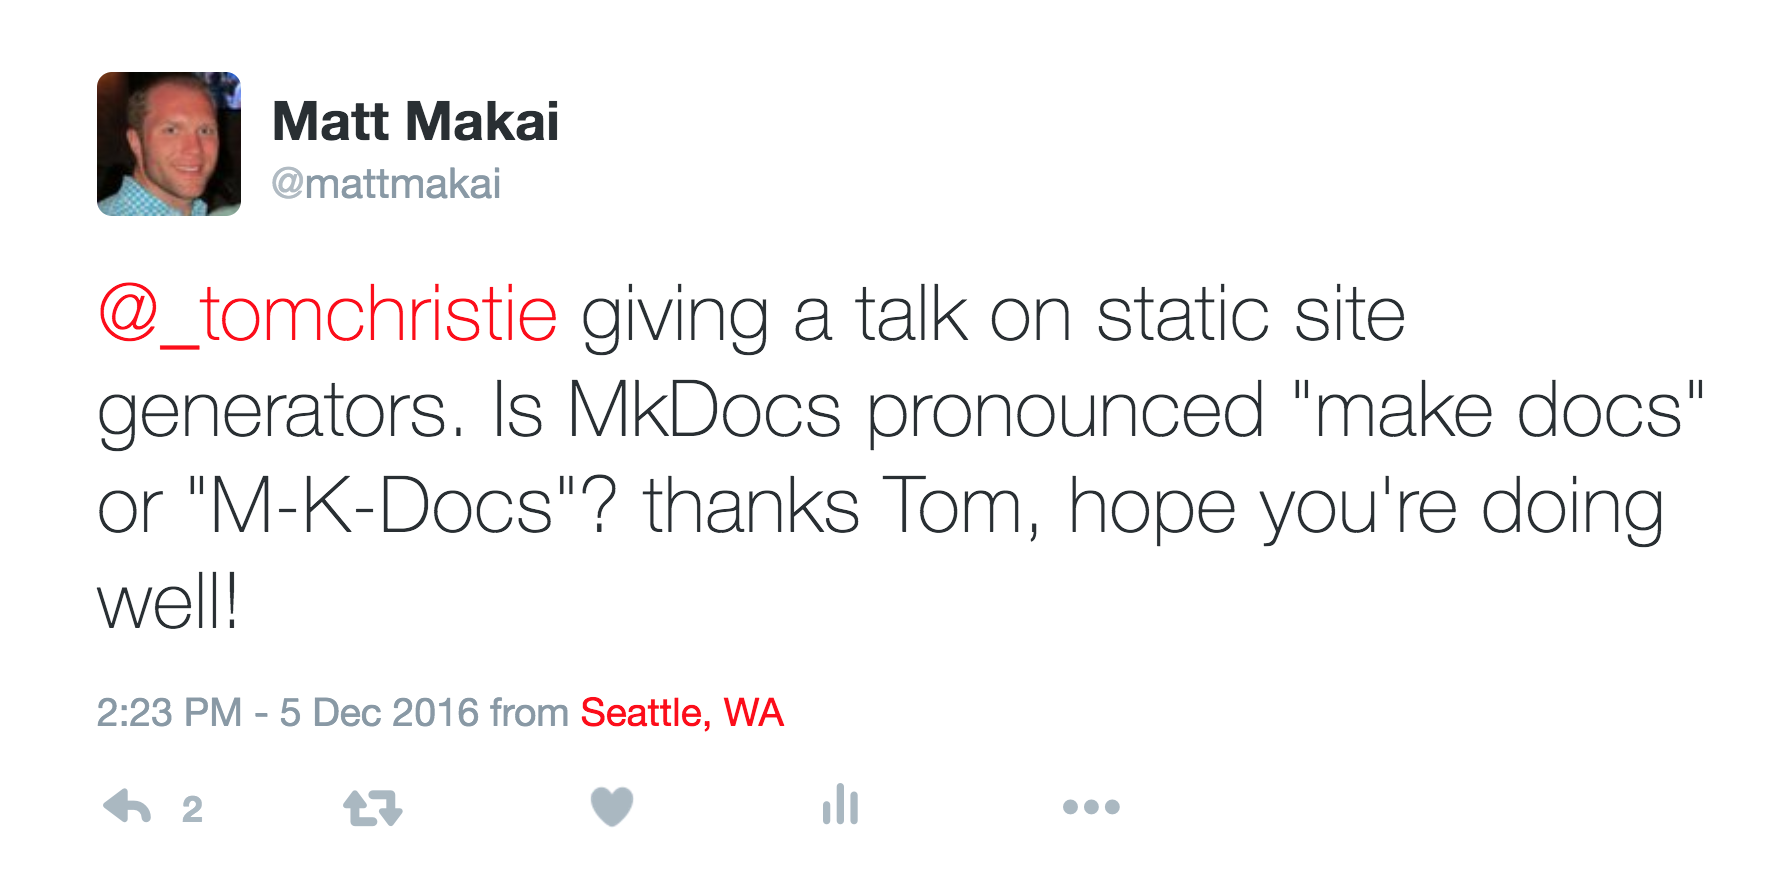 Matt Makai
@mattmakai
@_tomchristie giving a talk on static site
generators. Is MkDocs pronounced "make docs"
or "M-K-Docs"? thanks Tom, hope you're doing
well!
2:23 PM - 5 Dec 2016 from Seattle, WA
2